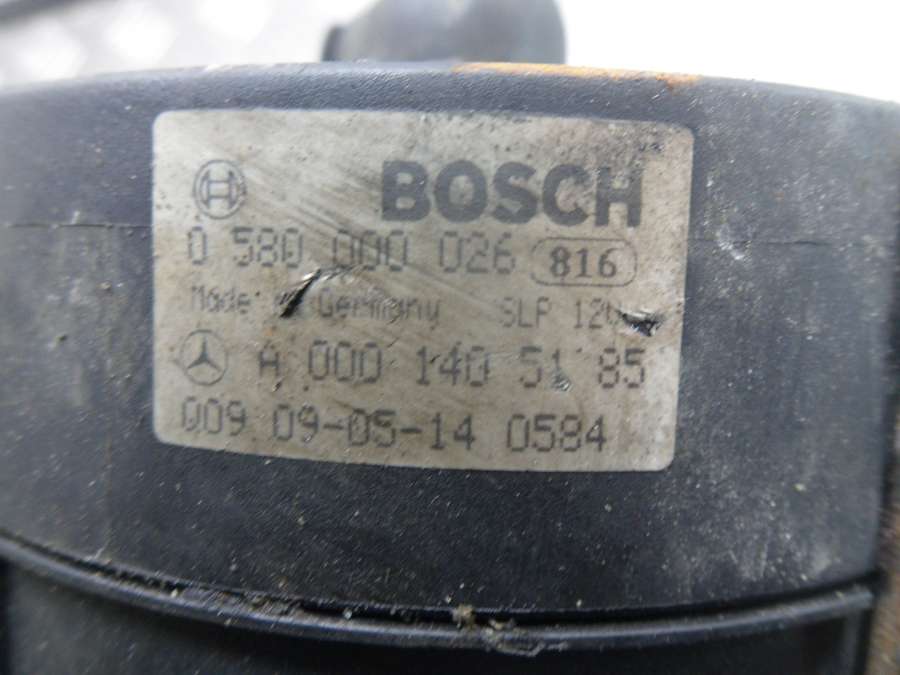 BOSCH
0 580 000 026 816
Made in Germany SLP 12V
A 000 140 51 85
009 09-05-14 0584